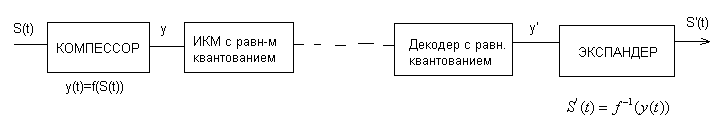 S(t)
КОМПЕССОР
y(t)=f(S(t))
y
ИКМ с равн-м
квантованием
Декодер с равн.
квантованием
y'
ЭКСПАНДЕР
S'(t)
S'(t) = f⁻¹(y(t))